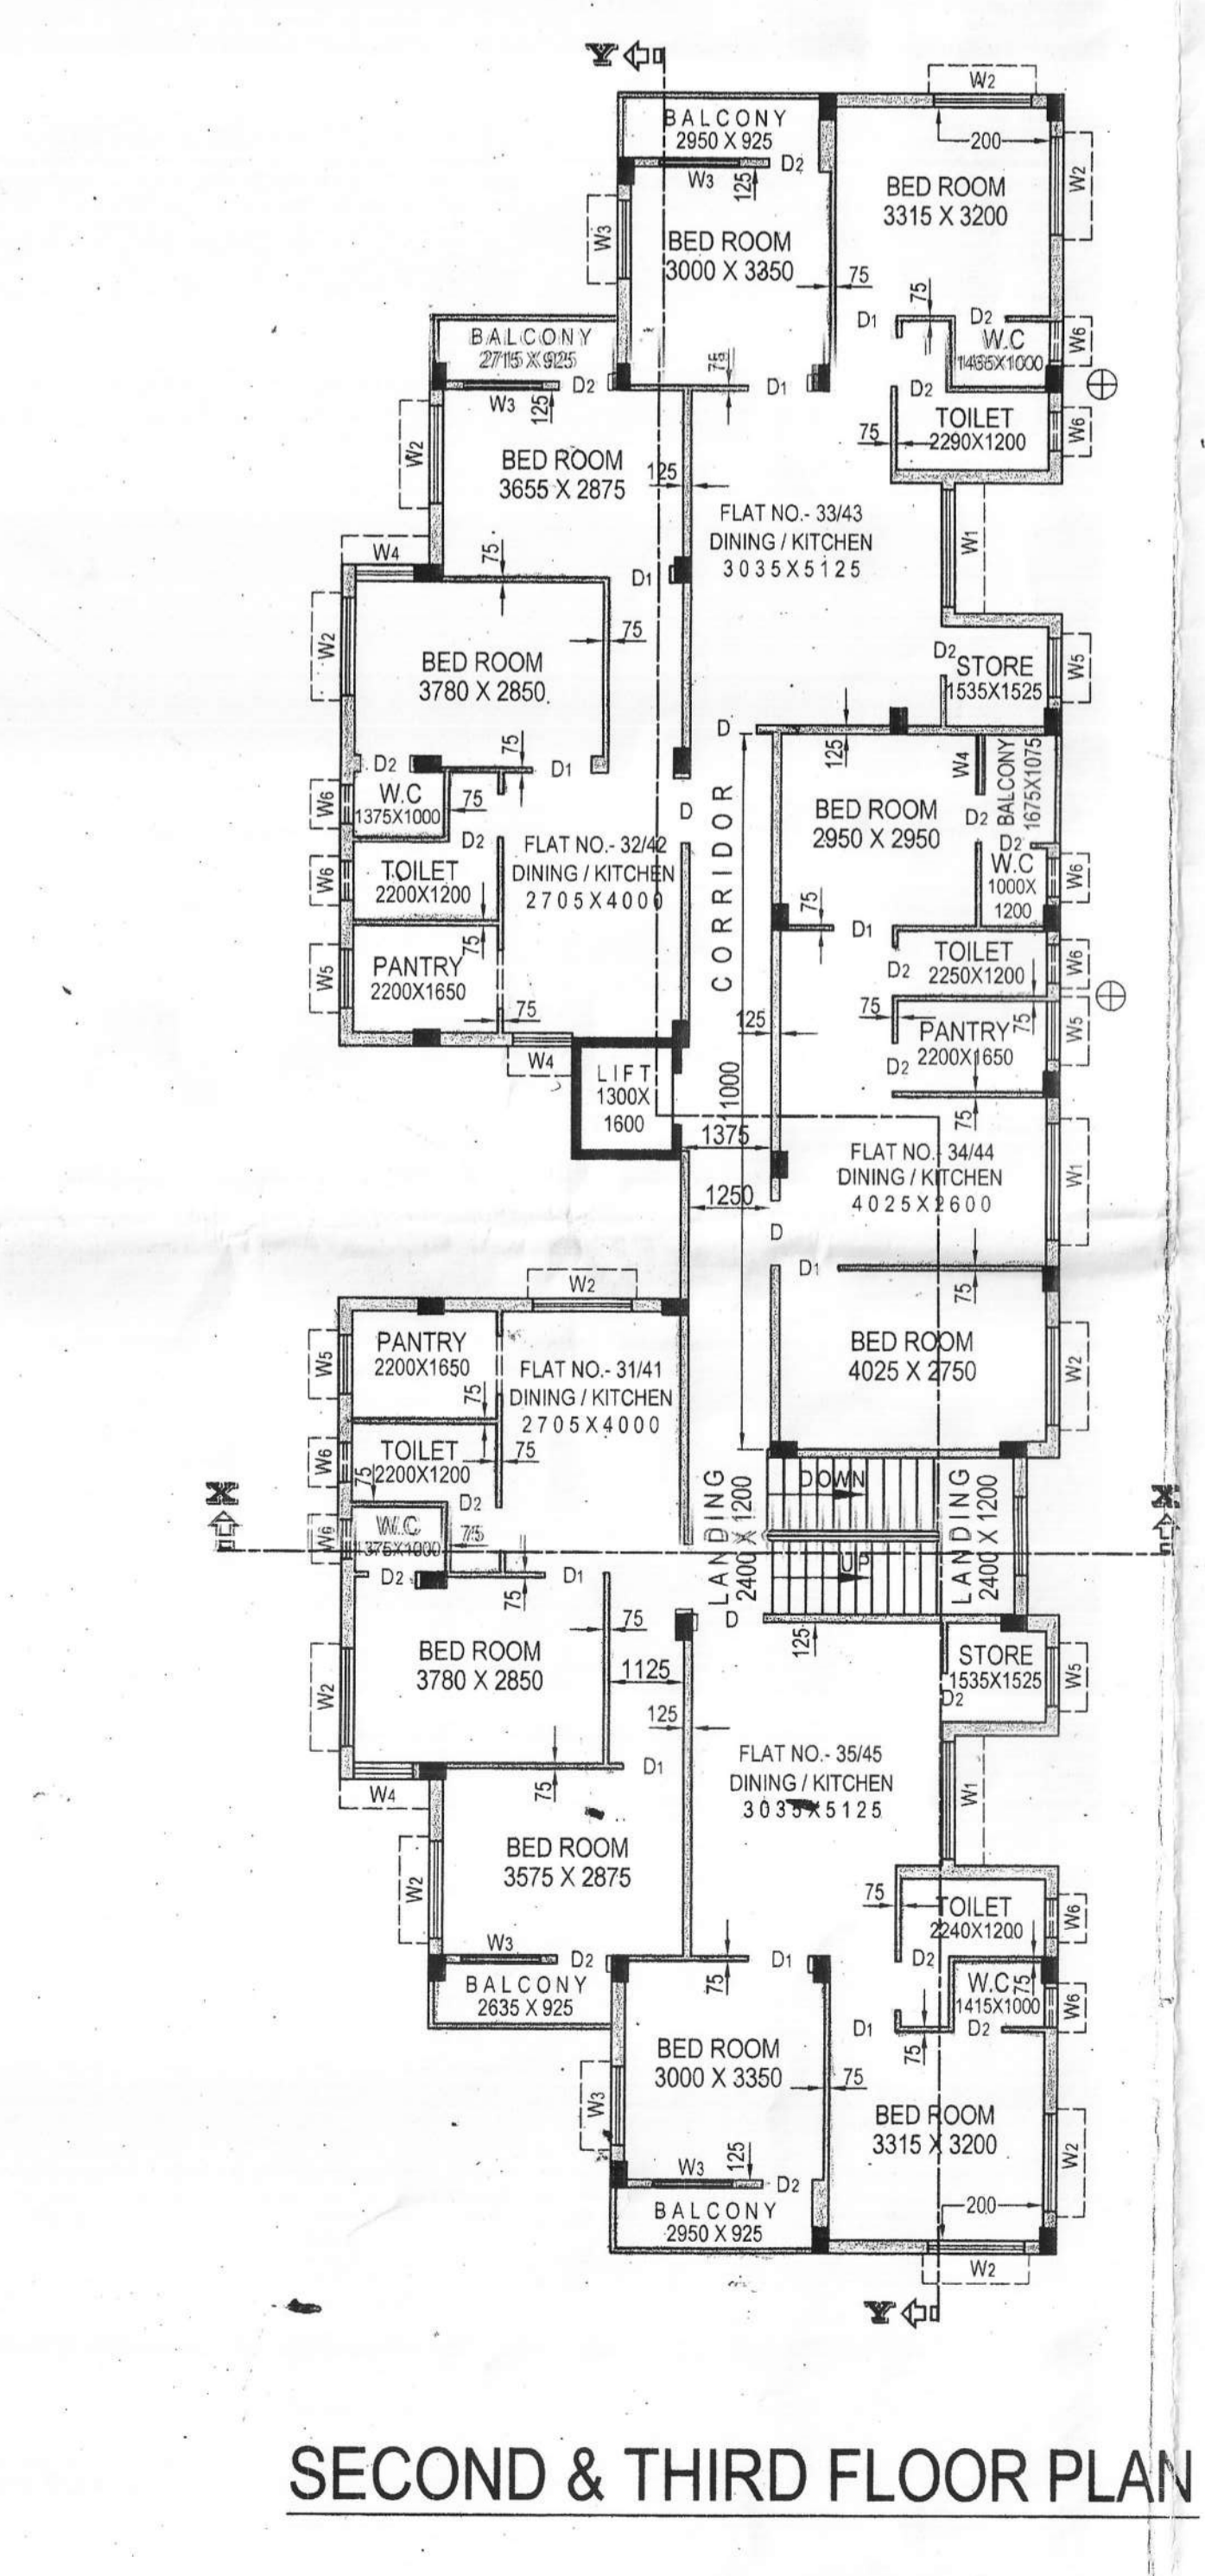 Y
W2
BALCONY
2950 X 925
D2
W3
125
200
W2
BED ROOM
3315 X 3200
W3
BED ROOM
3000 X 3350
75
75
D1
D2
W.C
1435X1000
W6
BALCONY
2715 X 925
D2
W3
125
75
D1
D2
TOILET
2290X1200
W6
75
W2
BED ROOM
3655 X 2875
125
FLAT NO.- 33/43
DINING / KITCHEN
3035X5125
W1
W4
75
D1
W2
BED ROOM
3780 X 2850
75
D2
STORE
1535X1525
W5
D
125
D2
75
D1
W.C
1375X1000
W6
75
D2
TOILET
2200X1200
W6
FLAT NO.- 32/42
DINING / KITCHEN
2705X4000
D
CORRIDOR
BED ROOM
2950 X 2950
W4
BALCONY
1675X1075
D2
D2
W.C
1000X
1200
W6
75
PANTRY
2200X1650
W5
75
W4
75
D1
D2
TOILET
2250X1200
W6
75
75
PANTRY
2200X1650
W5
D2
125
LIFT
1300X
1600
11000
1375
75
1250
FLAT NO.- 34/44
DINING / KITCHEN
4025X2600
W1
D
D1
75
W2
PANTRY
2200X1650
W5
75
FLAT NO.- 31/41
DINING / KITCHEN
2705X4000
BED ROOM
4025 X 2750
W2
TOILET
2200X1200
W6
75
75
D2
X
W.C
1375X1000
W6
75
D2
75
D1
LANDING
2400 X 1200
DOWN
UP
LANDING
2400 X 1200
X
D
125
BED ROOM
3780 X 2850
W2
75
1125
125
STORE
1535X1525
W5
D2
W4
75
D1
FLAT NO.- 35/45
DINING / KITCHEN
3035X5125
W1
BED ROOM
3575 X 2875
W2
W3
D2
75
TOILET
2240X1200
W6
D2
BALCONY
2635 X 925
75
D1
W.C
1415X1000
75
W6
D1
75
D2
BED ROOM
3000 X 3350
75
W3
BED ROOM
3315 X 3200
W2
W3
125
D2
BALCONY
2950 X 925
200
W2
Y
SECOND & THIRD FLOOR PLAN